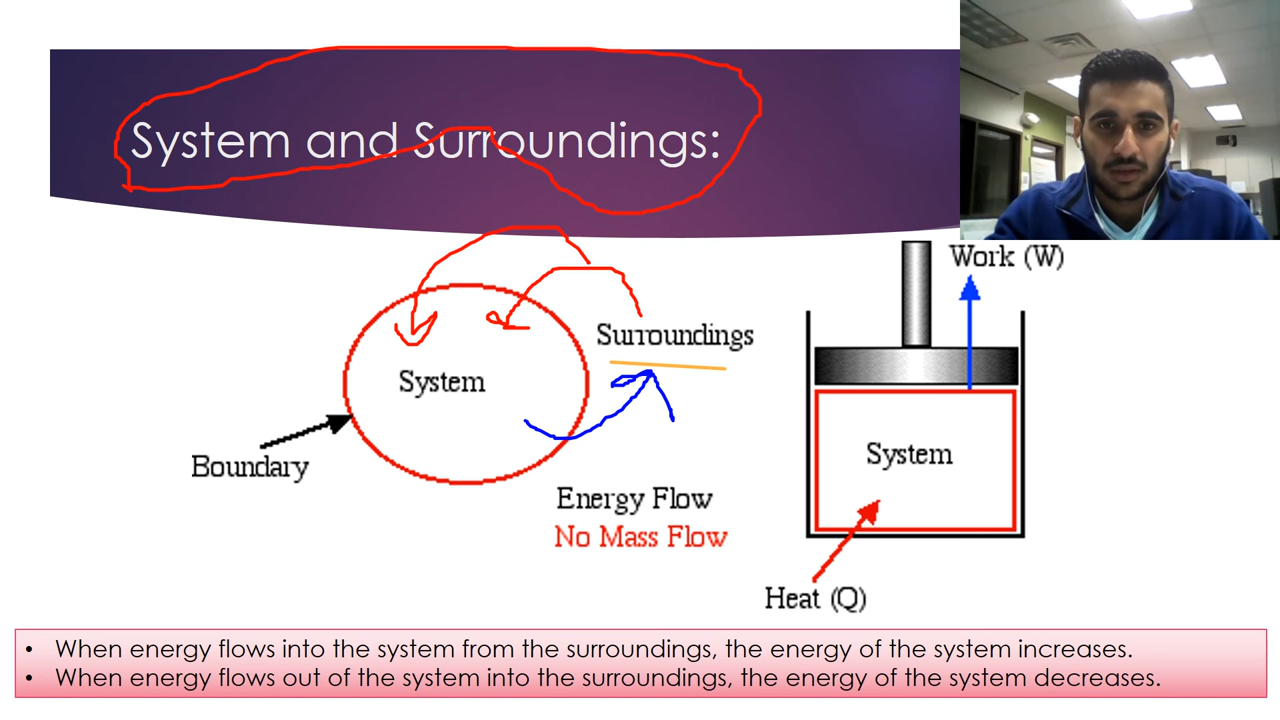 System and Surroundings:
Work (W)
Surroundings
System
Boundary
System
Energy Flow
No Mass Flow
Heat (Q)
• When energy flows into the system from the surroundings, the energy of the system increases.
• When energy flows out of the system into the surroundings, the energy of the system decreases.